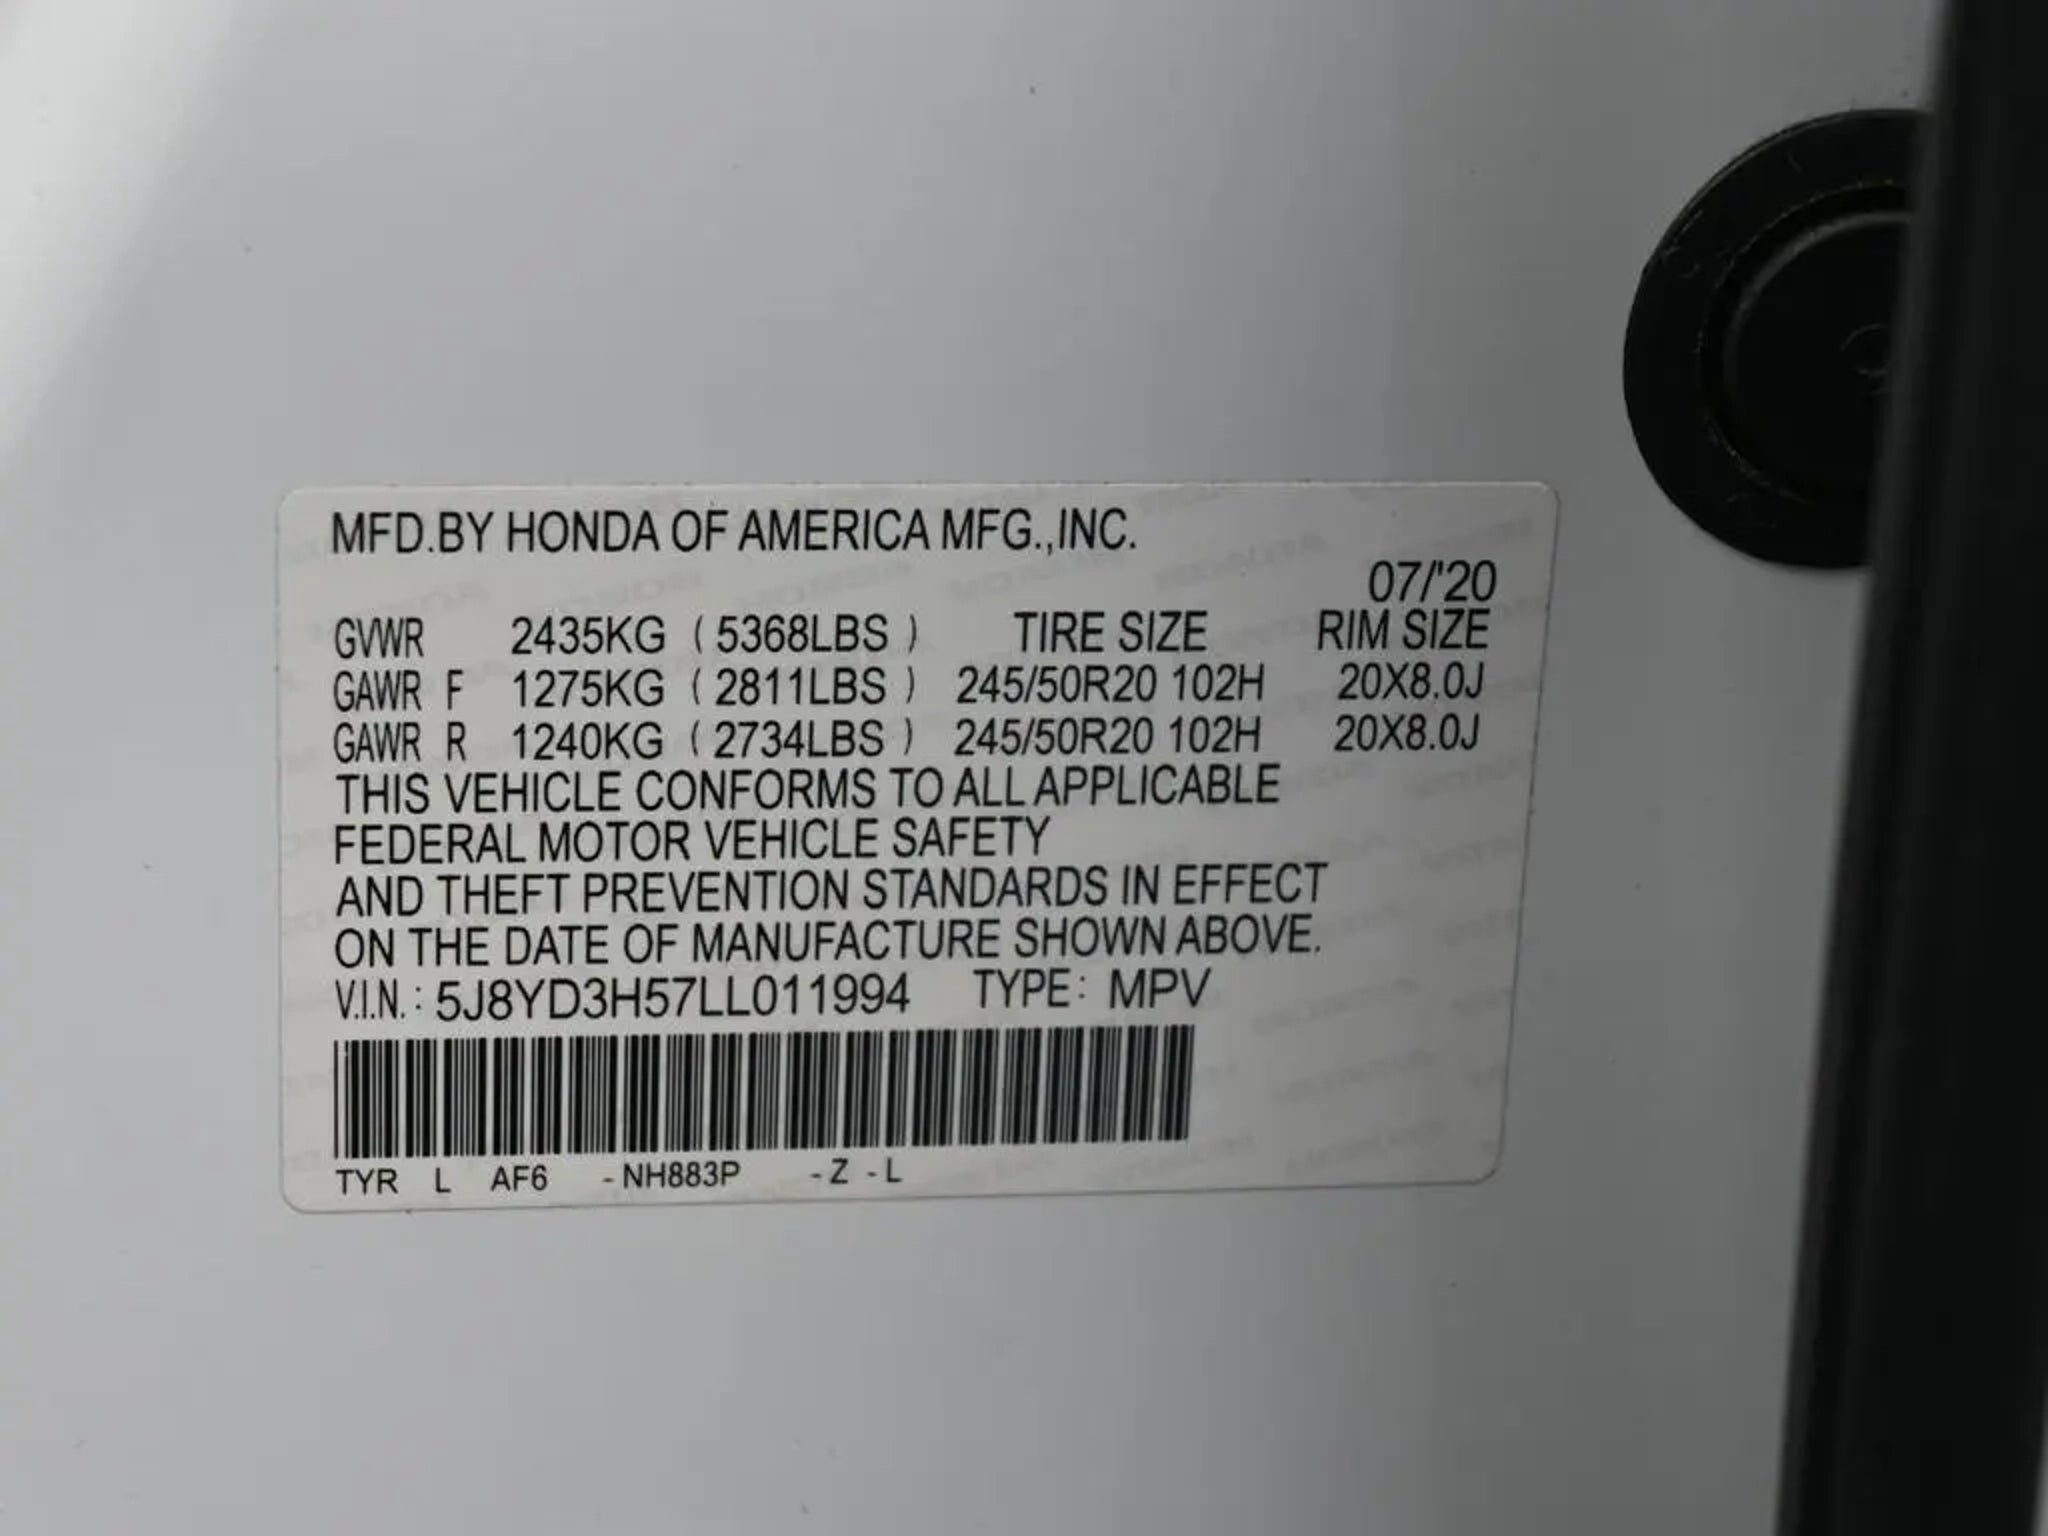 MFD.BY HONDA OF AMERICA MFG.,INC.
07/'20
GVWR 2435KG (5368LBS) TIRE SIZE RIM SIZE
GAWR F 1275KG (2811LBS) 245/50R20 102H 20X8.0J
GAWR R 1240KG (2734LBS) 245/50R20 102H 20X8.0J
THIS VEHICLE CONFORMS TO ALL APPLICABLE
FEDERAL MOTOR VEHICLE SAFETY
AND THEFT PREVENTION STANDARDS IN EFFECT
ON THE DATE OF MANUFACTURE SHOWN ABOVE.
V.I.N.: 5J8YD3H57LL011994 TYPE: MPV
TYR L AF6 -NH883P -Z -L